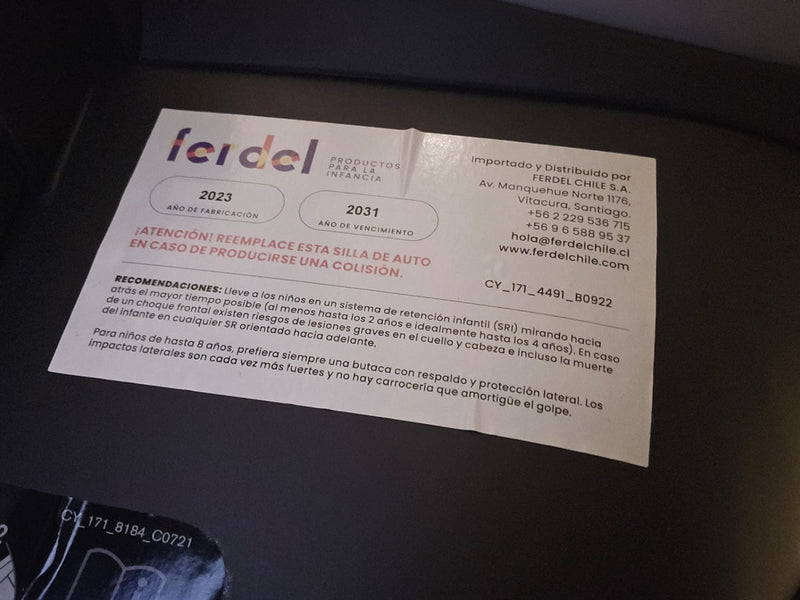 ferdel
PRODUCTOS
PARA LA
INFANCIA
2023
AÑO DE FABRICACIÓN
2031
AÑO DE VENCIMIENTO
¡ATENCIÓN! REEMPLACE ESTA SILLA DE AUTO
EN CASO DE PRODUCIRSE UNA COLISIÓN.
Importado y Distribuido por
FERDEL CHILE S.A.
Av. Manquehue Norte 1176,
Vitacura, Santiago.
+56 2 229 536 715
+56 9 6 588 95 37
hola@ferdelchile.cl
www.ferdelchile.com
CY_171_4491_B0922
RECOMENDACIONES: Lleve a los niños en un sistema de retención infantil (SRI) mirando hacia
atrás el mayor tiempo posible (al menos hasta los 2 años e idealmente hasta los 4 años). En caso
de un choque frontal existen riesgos de lesiones graves en el cuello y cabeza e incluso la muerte
del infante en cualquier SR orientado hacia adelante.
Para niños de hasta 8 años, prefiera siempre una butaca con respaldo y protección lateral. Los
impactos laterales son cada vez más fuertes y no hay carrocería que amortigüe el golpe.
CY_171_8184_C0721